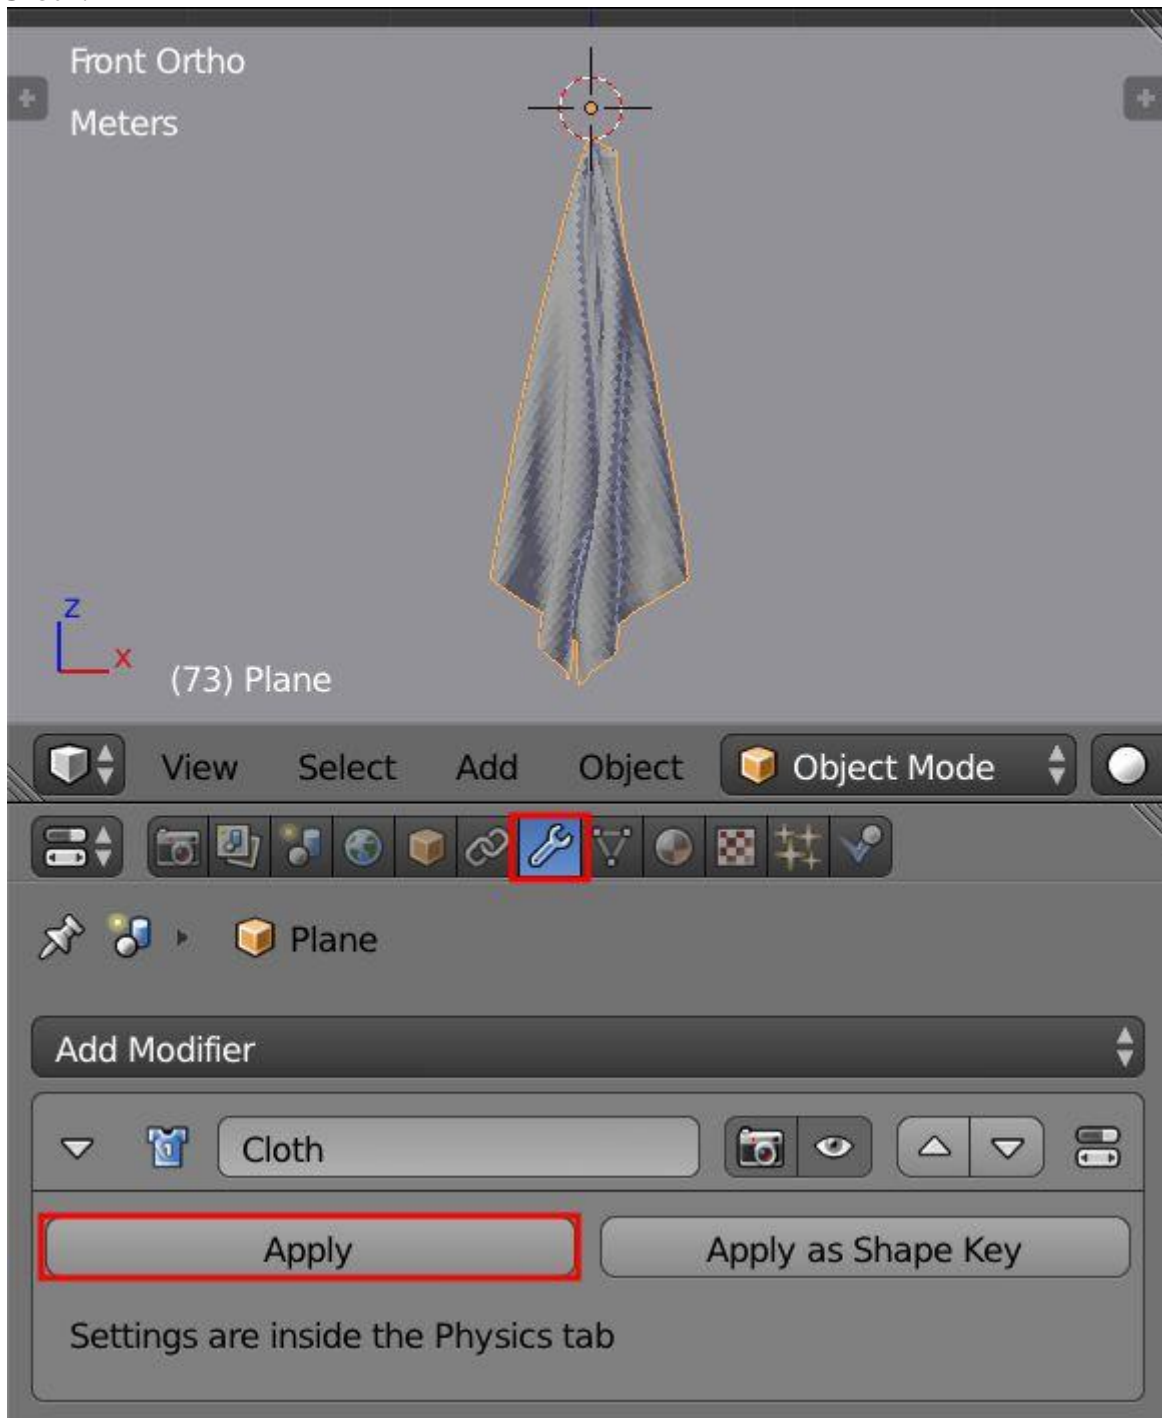 Front Ortho
Meters
z
x
(73) Plane
View Select Add Object Object Mode
Plane
Add Modifier
Cloth
Apply Apply as Shape Key
Settings are inside the Physics tab